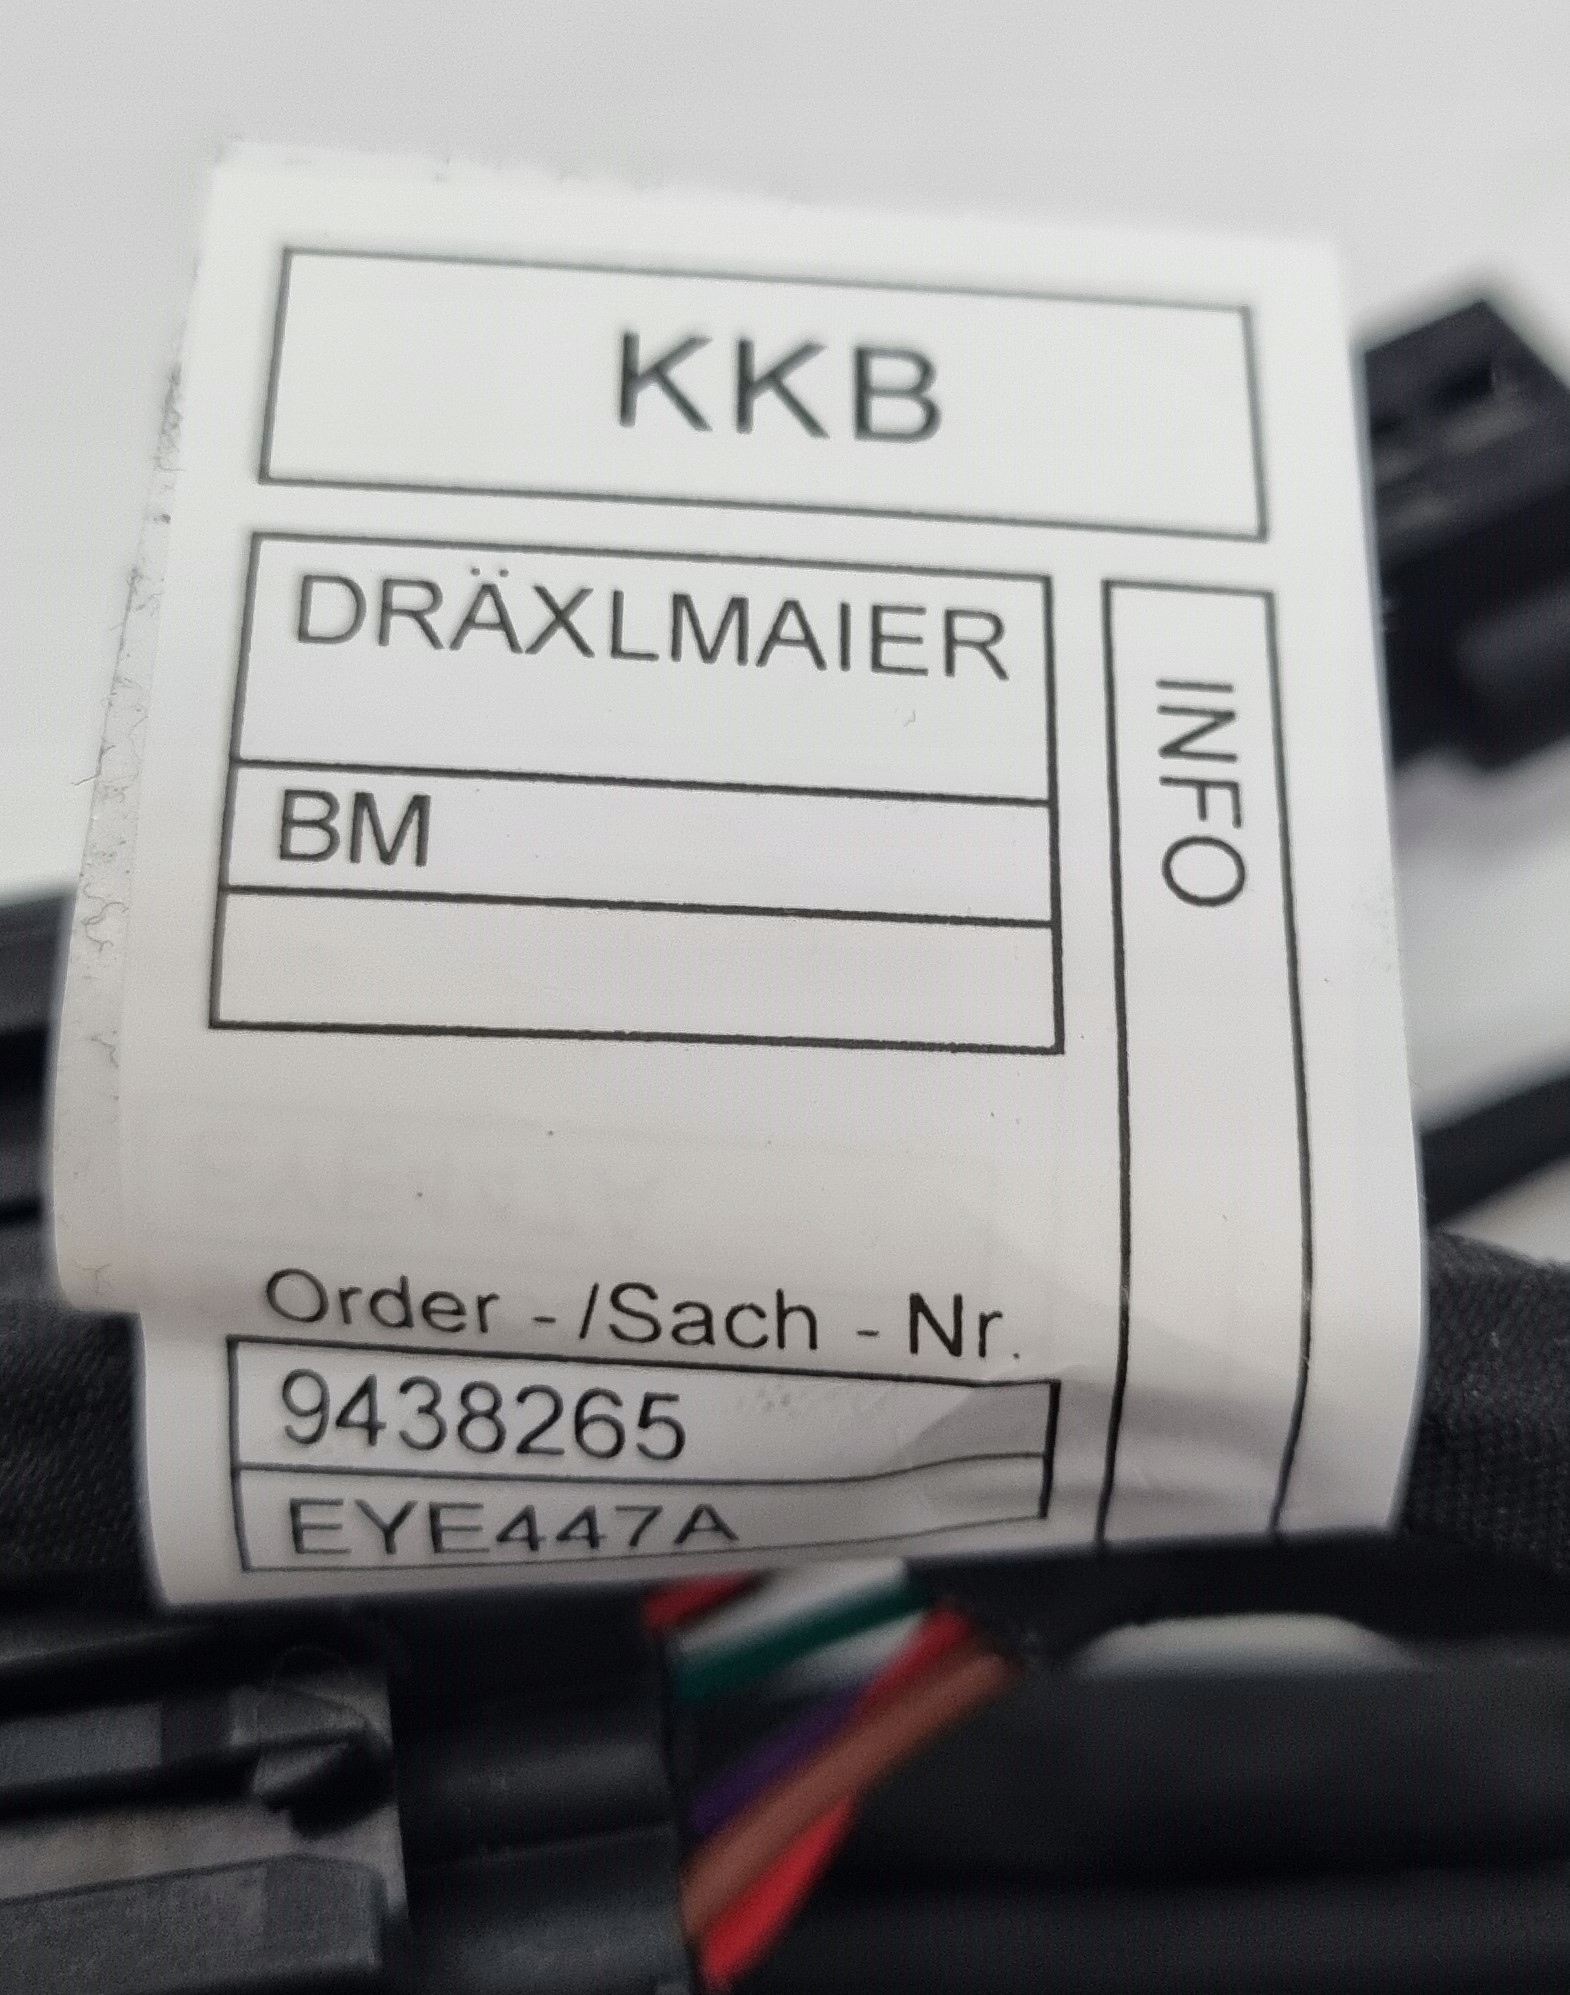 KKB
DRÄXLMAIER
BM
INFO
Order - /Sach - Nr.
9438265
EYE447A